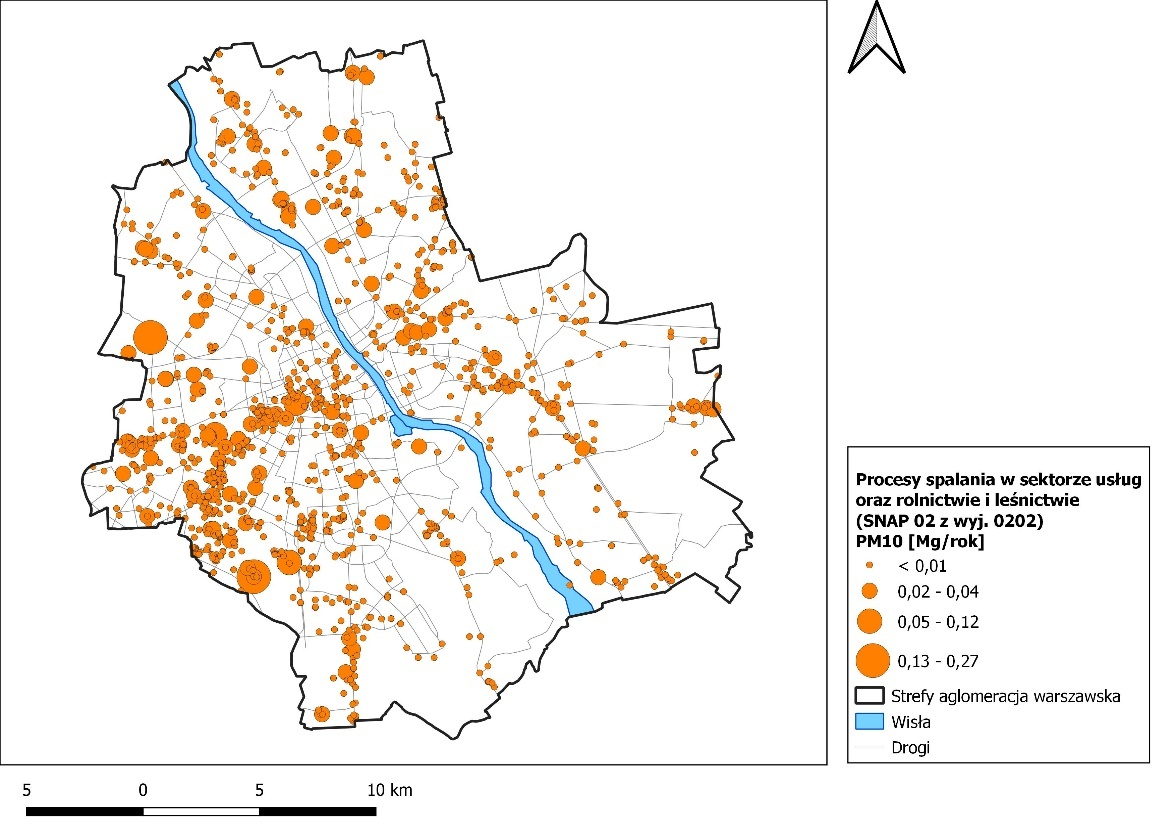 Procesy spalania w sektorze usług
oraz rolnictwie i leśnictwie
(SNAP 02 z wyj. 0202)
PM10 [Mg/rok]
< 0,01
0,02 - 0,04
0,05 - 0,12
0,13 - 0,27
Strefy aglomeracja warszawska
Wisła
Drogi
5 0 5 10 km